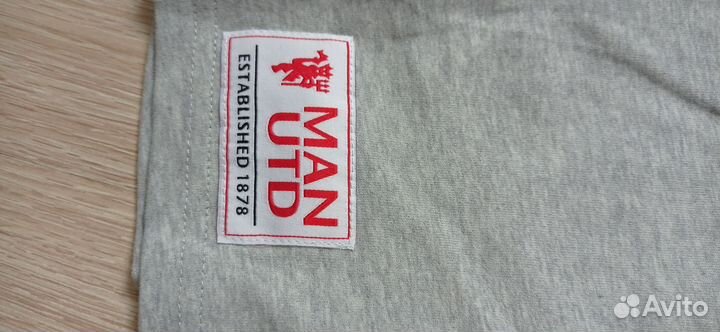 MAN
UTD
ESTABLISHED 1878
Avito